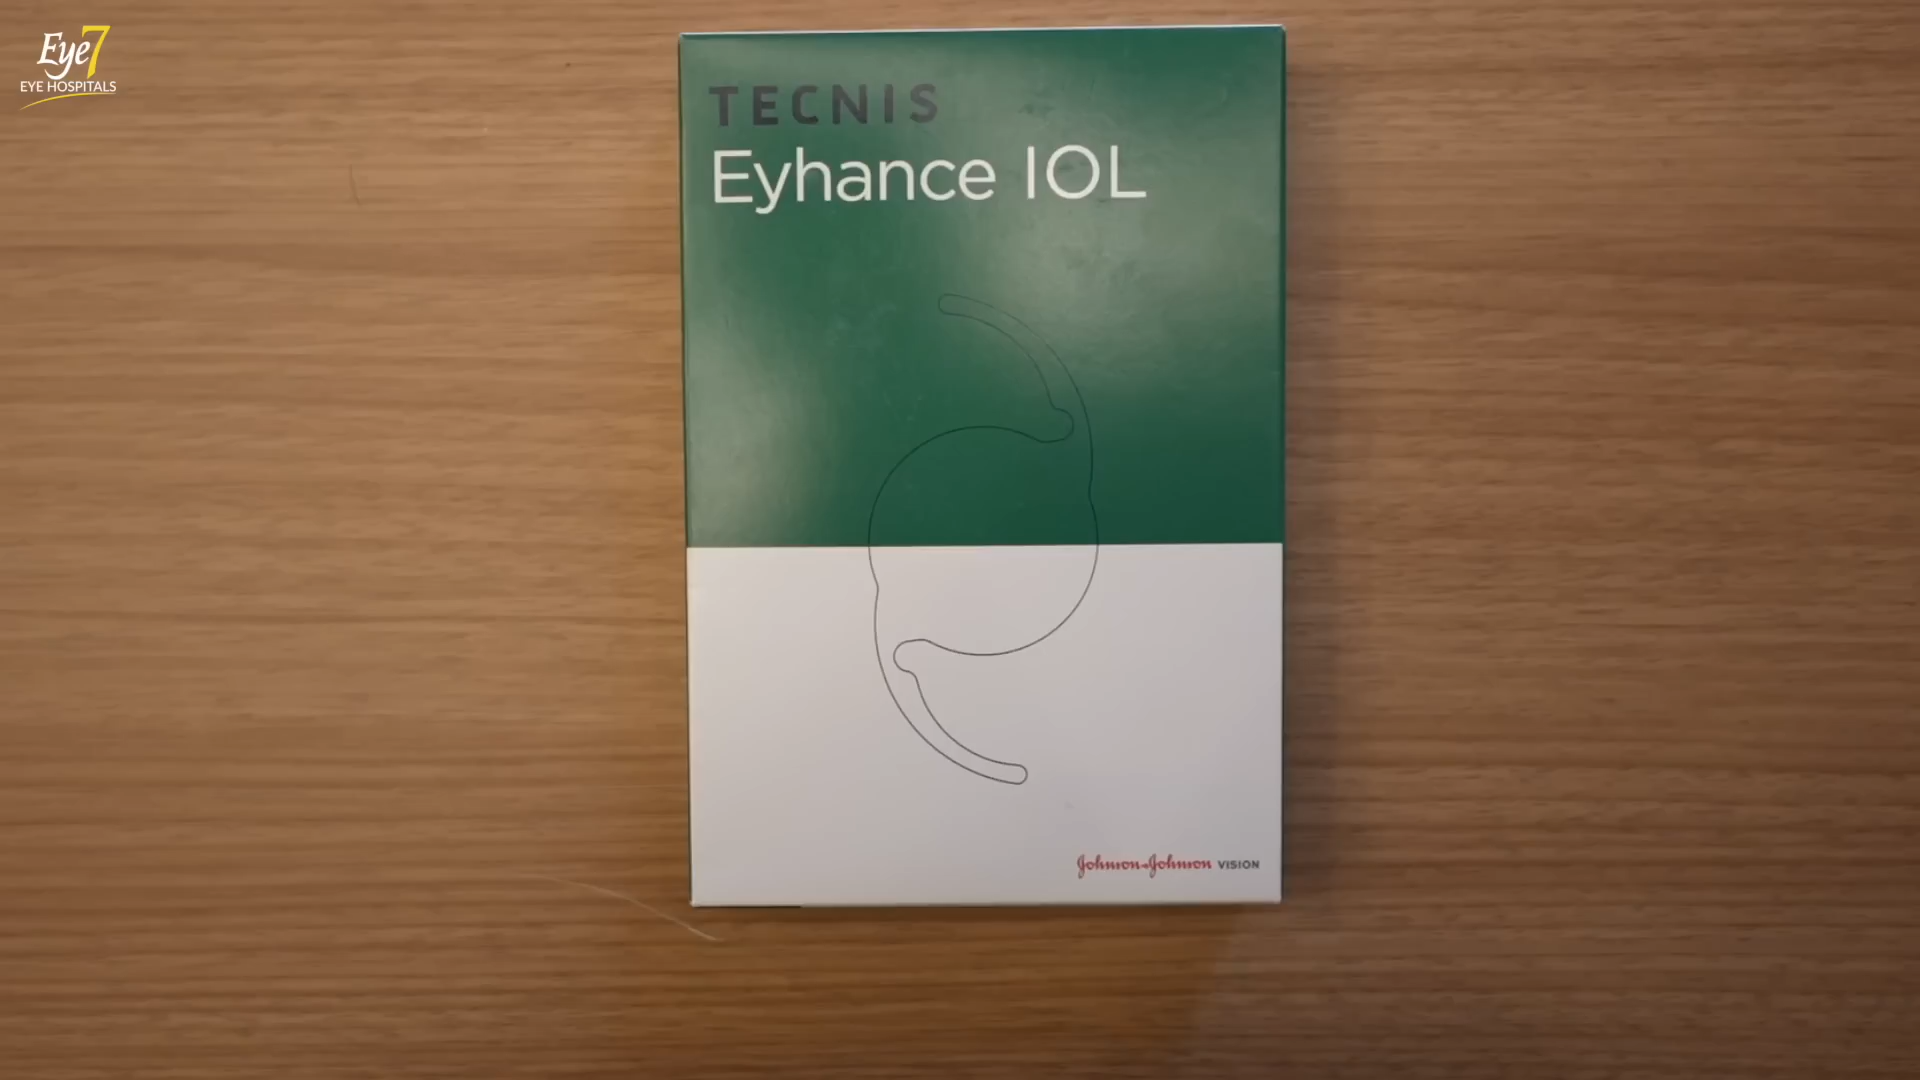 Eye7
EYE HOSPITALS
TECNIS
Eyhance IOL
Johnson&Johnson VISION